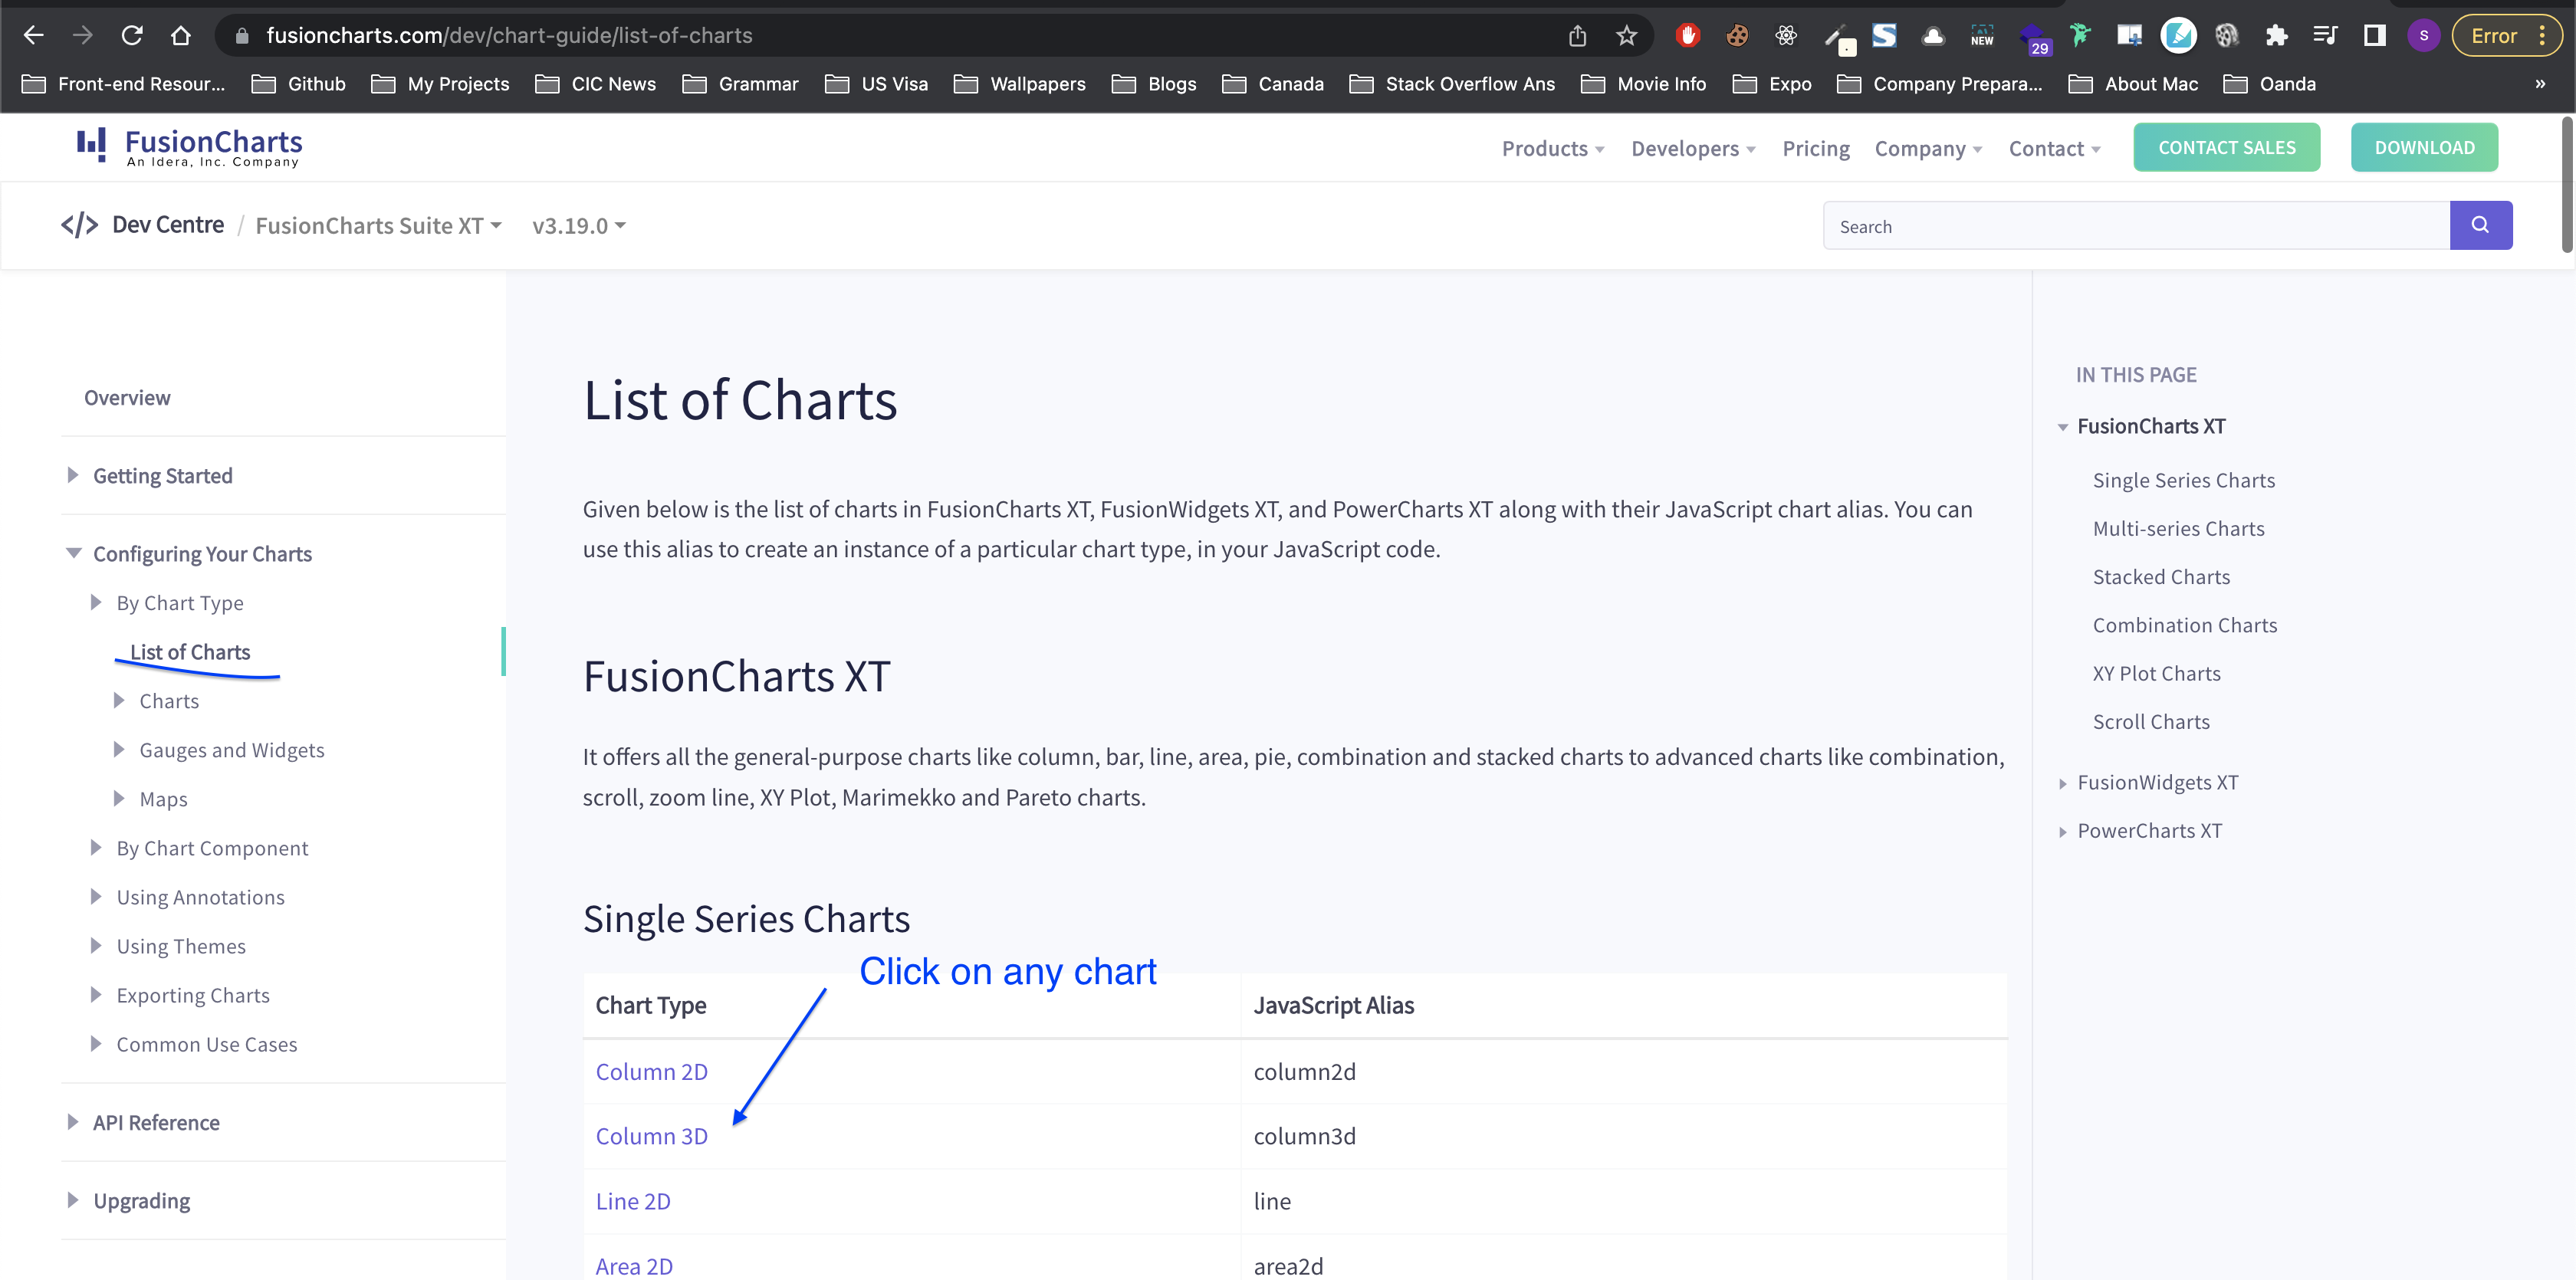 fusioncharts.com/dev/chart-guide/list-of-charts
NEW
29
S
Error
Front-end Resour...
Github
My Projects
CIC News
Grammar
US Visa
Wallpapers
Blogs
Canada
Stack Overflow Ans
Movie Info
Expo
Company Prepara...
About Mac
Oanda
»
FusionCharts
An Idera, Inc. Company
Products
Developers
Pricing
Company
Contact
CONTACT SALES
DOWNLOAD
</> Dev Centre / FusionCharts Suite XT
v3.19.0
Search
Overview
Getting Started
Configuring Your Charts
By Chart Type
List of Charts
Charts
Gauges and Widgets
Maps
By Chart Component
Using Annotations
Using Themes
Exporting Charts
Common Use Cases
API Reference
Upgrading
List of Charts
Given below is the list of charts in FusionCharts XT, FusionWidgets XT, and PowerCharts XT along with their JavaScript chart alias. You can
use this alias to create an instance of a particular chart type, in your JavaScript code.
FusionCharts XT
It offers all the general-purpose charts like column, bar, line, area, pie, combination and stacked charts to advanced charts like combination,
scroll, zoom line, XY Plot, Marimekko and Pareto charts.
Single Series Charts
Click on any chart
Chart Type
JavaScript Alias
Column 2D
column2d
Column 3D
column3d
Line 2D
line
Area 2D
area2d
IN THIS PAGE
FusionCharts XT
Single Series Charts
Multi-series Charts
Stacked Charts
Combination Charts
XY Plot Charts
Scroll Charts
FusionWidgets XT
PowerCharts XT